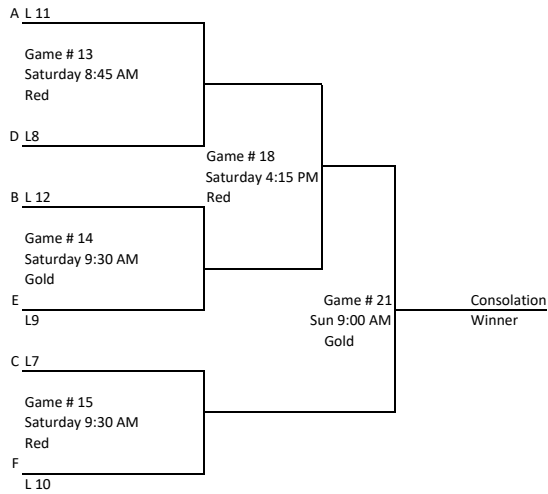 A L 11
Game # 13
Saturday 8:45 AM
Red
D L8
Game # 18
Saturday 4:15 PM
Red
B L 12
Game # 14
Saturday 9:30 AM
Gold
E
L9
Game # 21
Sun 9:00 AM
Gold
Consolation
Winner
C L7
Game # 15
Saturday 9:30 AM
Red
F
L 10